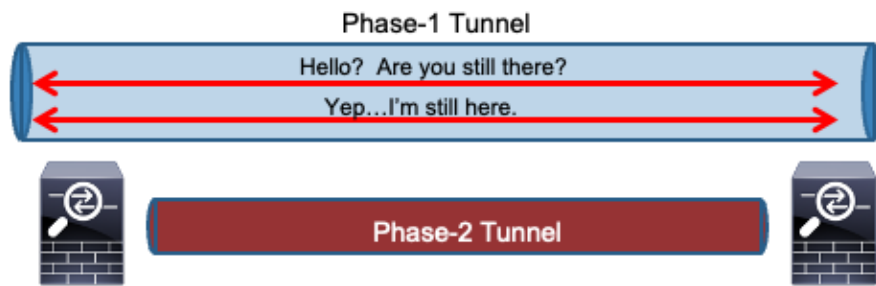 Phase-1 Tunnel
Hello? Are you still there?
Yep…I'm still here.
Phase-2 Tunnel